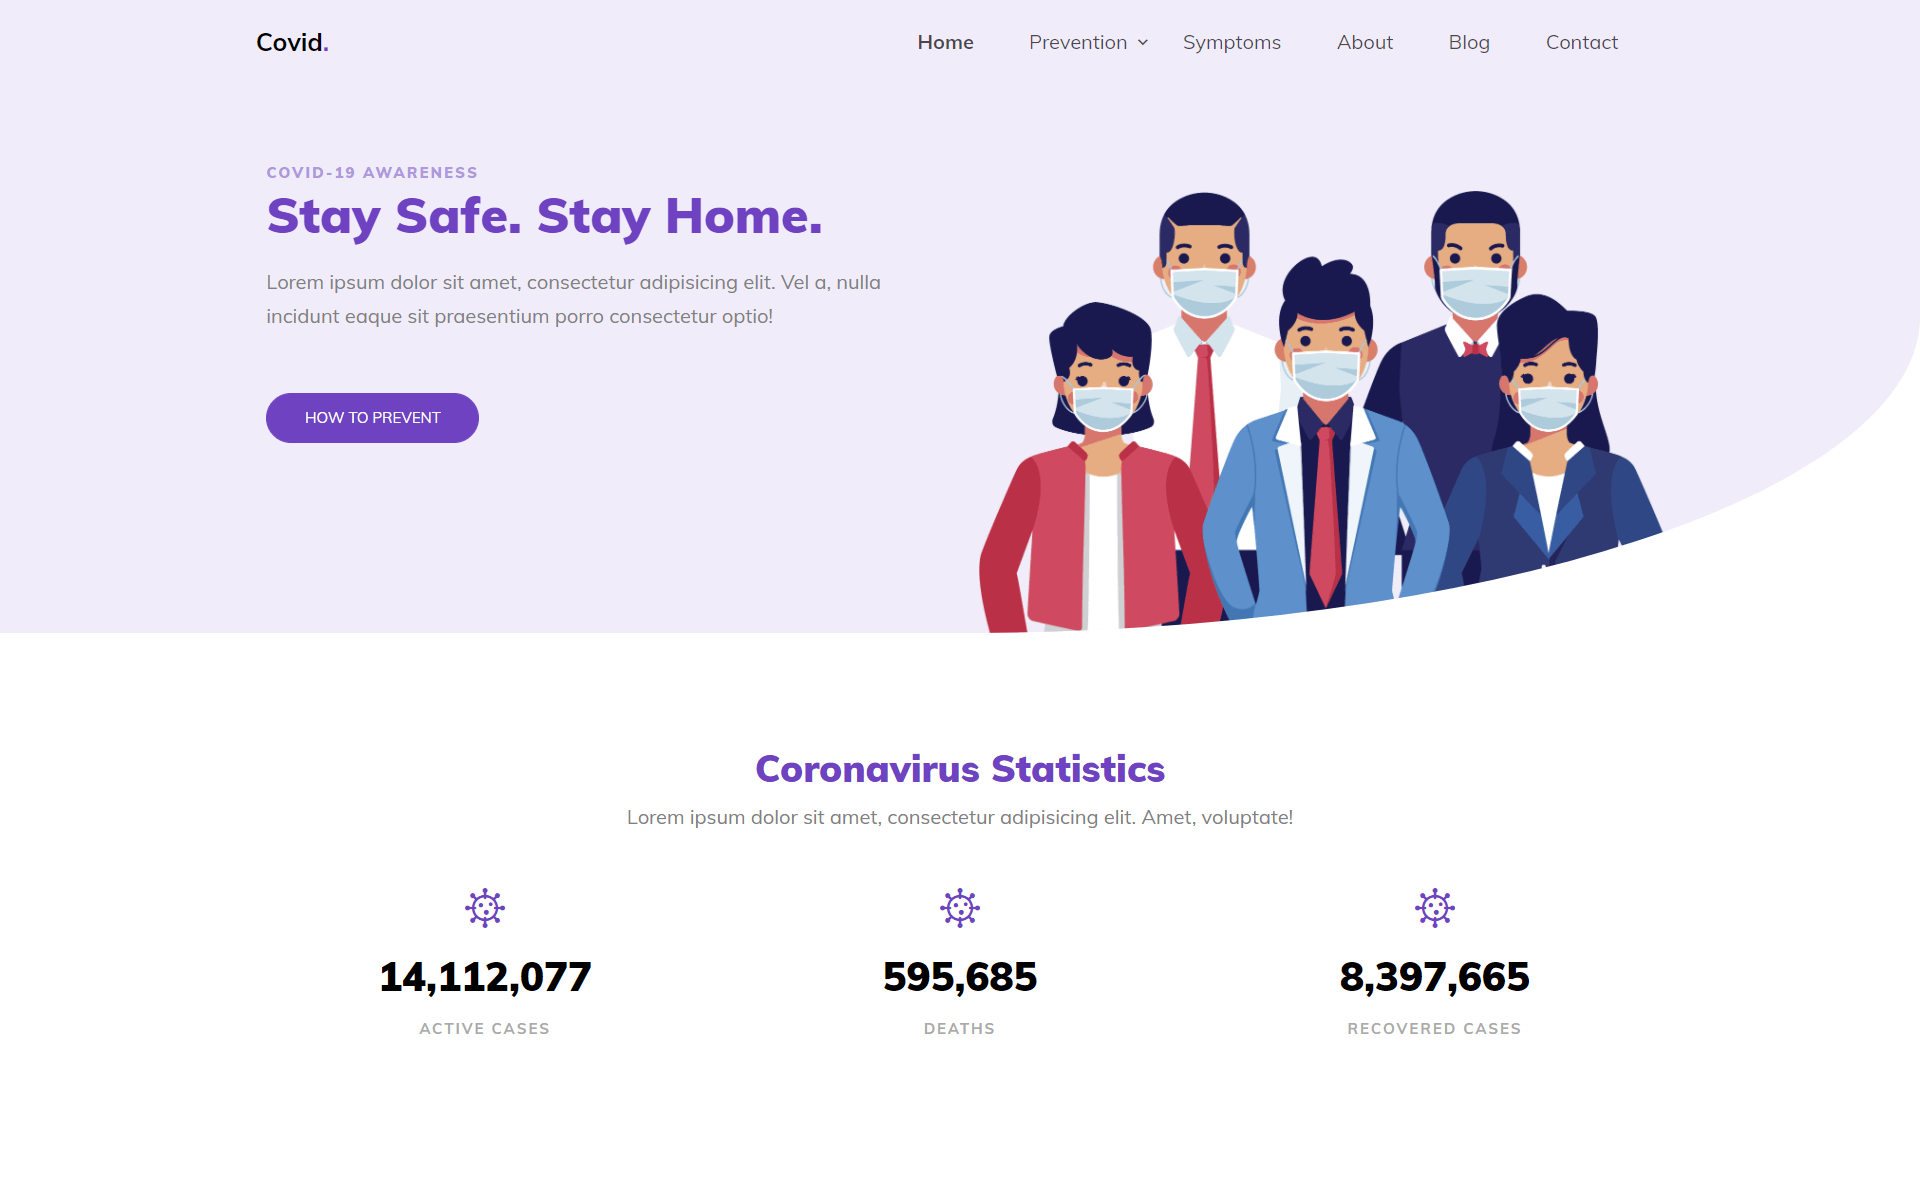 Covid.
Home Prevention Symptoms About Blog Contact
COVID-19 AWARENESS
Stay Safe. Stay Home.
Lorem ipsum dolor sit amet, consectetur adipisicing elit. Vel a, nulla
incidunt eaque sit praesentium porro consectetur optio!
HOW TO PREVENT
Coronavirus Statistics
Lorem ipsum dolor sit amet, consectetur adipisicing elit. Amet, voluptate!
14,112,077 595,685 8,397,665
ACTIVE CASES DEATHS RECOVERED CASES